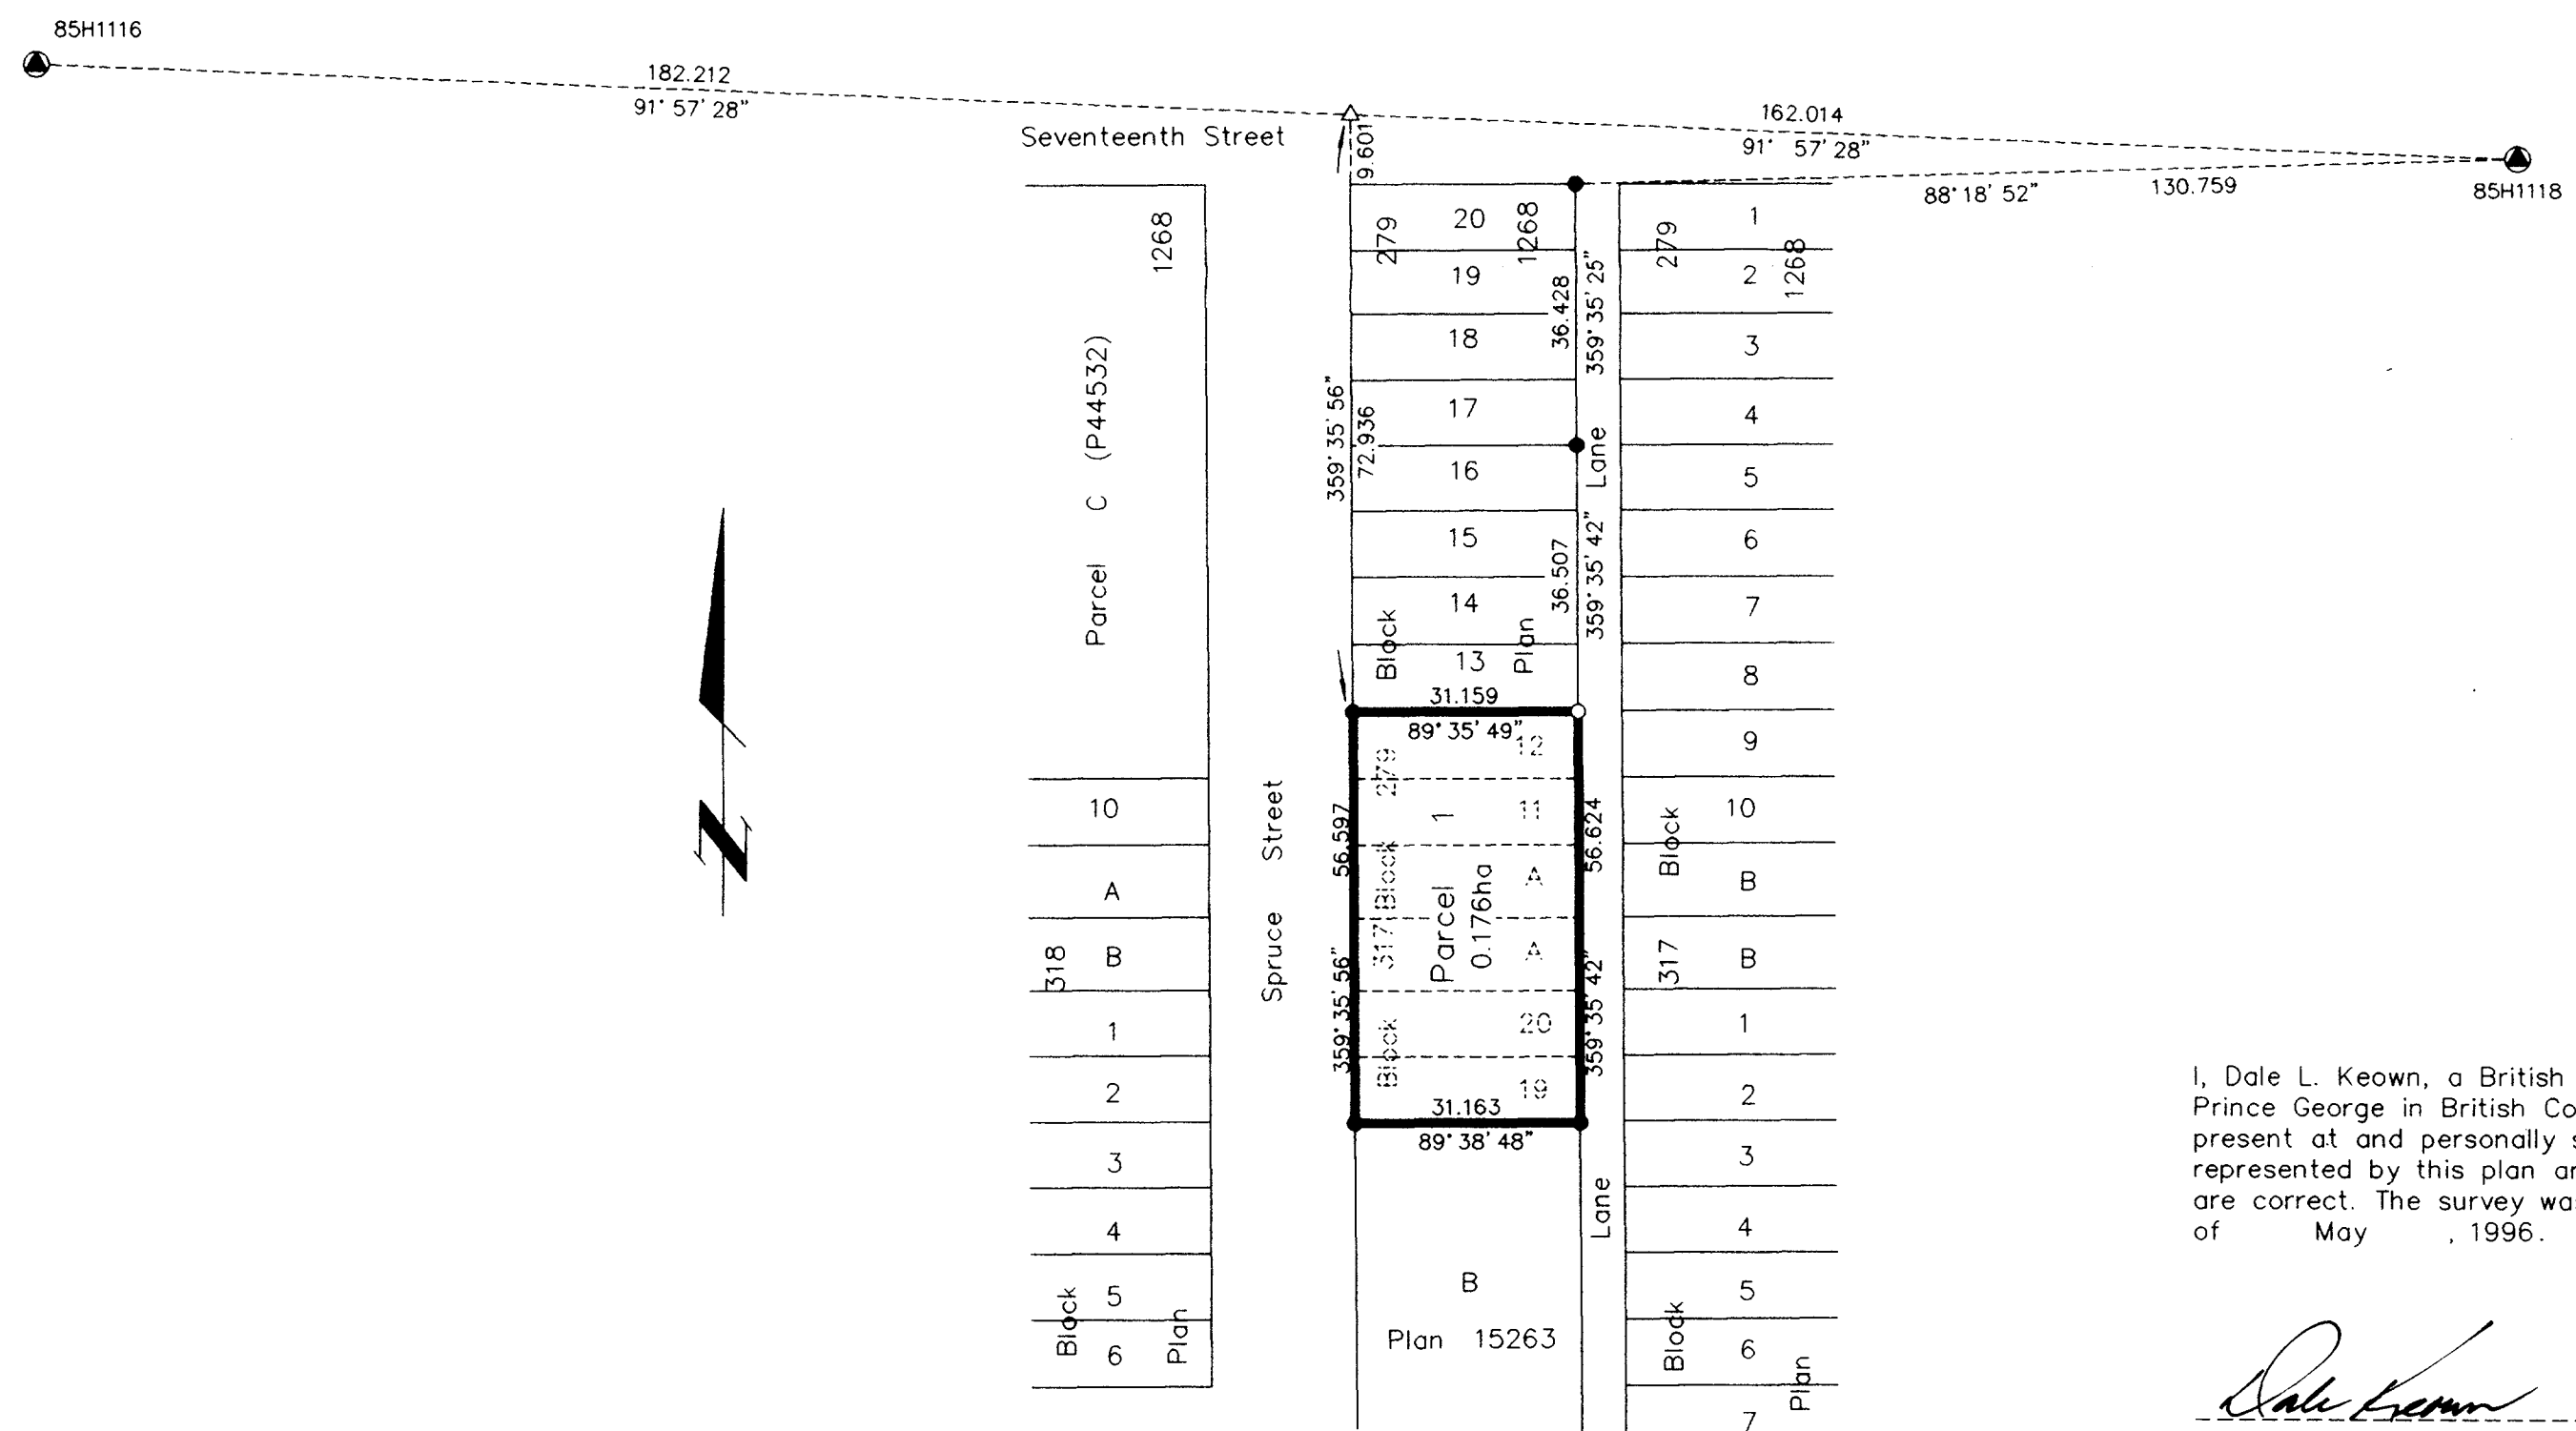 85H1116
182.212
91° 57' 28"
Seventeenth Street
9.601
162.014
91° 57' 28"
88° 18' 52"
130.759
85H1118
1268
Parcel C (P44532)
10
A
B
318
1
2
3
4
5
6
Block
Plan
Spruce Street
359° 35' 56"
72.936
279
1268
20
19
18
17
16
15
14
13
Block
Plan
36.428
359° 35' 25"
Lane
36.507
359° 35' 42"
31.159
89° 35' 49"
12
11
A
A
20
19
Block 279
Block 317
Parcel 1
0.176ha
56.597
359° 35' 56"
56.624
359° 35' 42"
31.163
89° 38' 48"
B
Plan 15263
Lane
279
1268
1
2
3
4
5
6
7
8
9
10
B
B
1
2
3
4
5
6
7
Block
317
Block
Plan
N
I, Dale L. Keown, a British
Prince George in British Co
present at and personally s
represented by this plan ar
are correct. The survey wa
of May , 1996.
Dale Keown